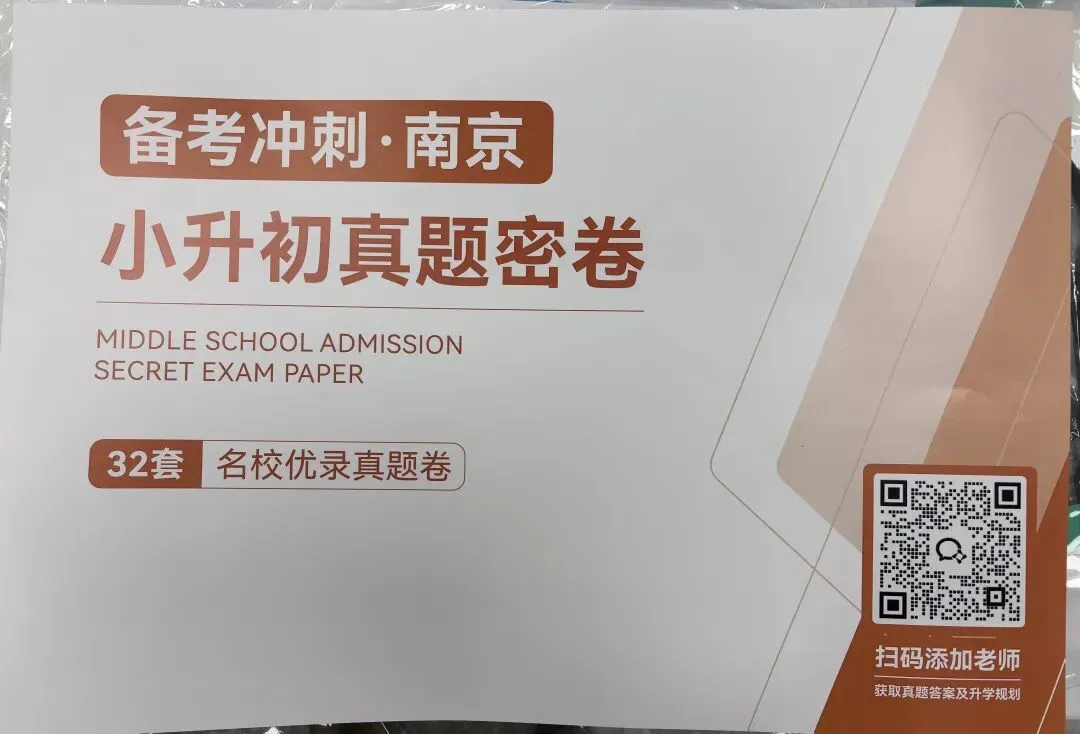 备考冲刺·南京
小升初真题密卷
MIDDLE SCHOOL ADMISSION
SECRET EXAM PAPER
32套 名校优录真题卷
扫码添加老师
获取真题答案及升学规划